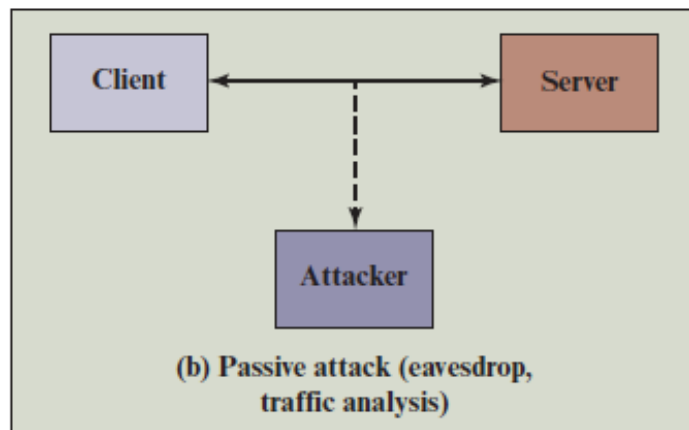 Client
Server
Attacker
(b) Passive attack (eavesdrop,
traffic analysis)